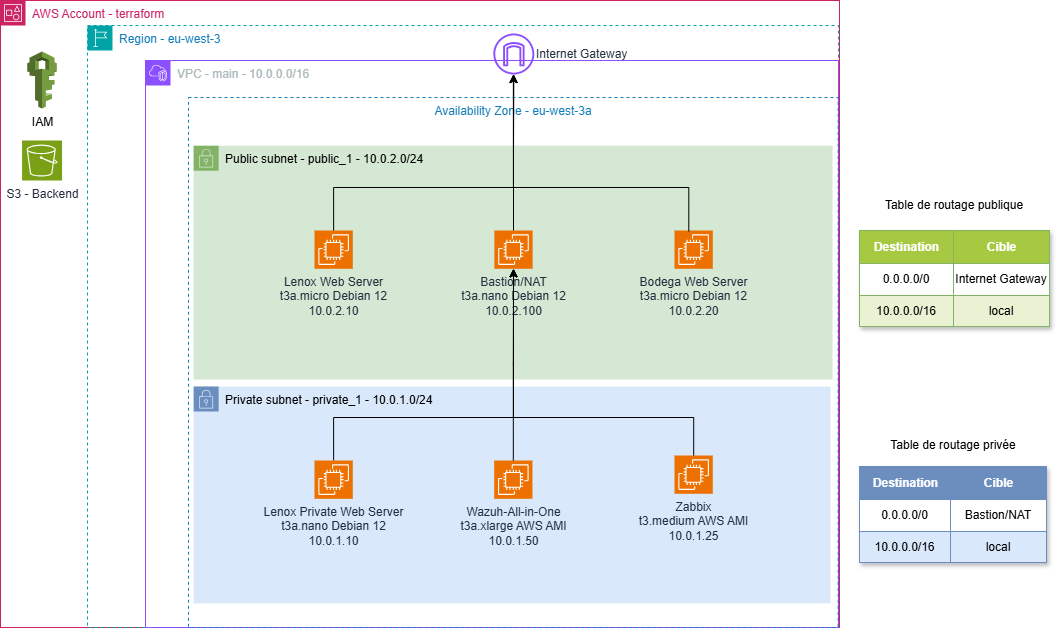 AWS Account - terraform
Region - eu-west-3
Internet Gateway
VPC - main - 10.0.0.0/16
IAM
S3 - Backend
Availability Zone - eu-west-3a
Public subnet - public_1 - 10.0.2.0/24
Lenox Web Server
t3a.micro Debian 12
10.0.2.10
Bastion/NAT
t3a.nano Debian 12
10.0.2.100
Bodega Web Server
t3a.micro Debian 12
10.0.2.20
Private subnet - private_1 - 10.0.1.0/24
Lenox Private Web Server
t3a.nano Debian 12
10.0.1.10
Wazuh-All-in-One
t3a.xlarge AWS AMI
10.0.1.50
Zabbix
t3.medium AWS AMI
10.0.1.25
Table de routage publique
Destination Cible
0.0.0.0/0 Internet Gateway
10.0.0.0/16 local
Table de routage privée
Destination Cible
0.0.0.0/0 Bastion/NAT
10.0.0.0/16 local